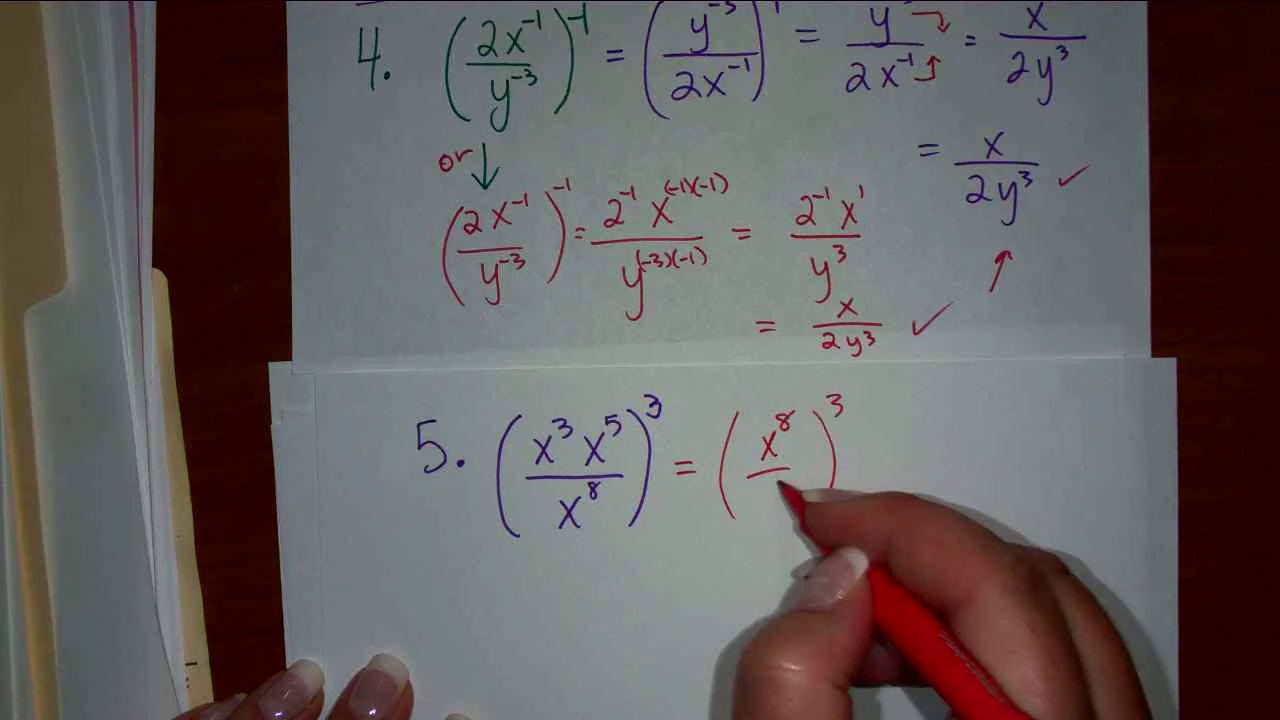 4. (2x⁻¹/y⁻³)⁻¹ = (y⁻³/2x⁻¹)¹ = y/2x⁻¹ = x/2y³
= x/2y³ ✓
or ↓
(2x⁻¹/y⁻³)⁻¹ = 2⁻¹x⁽⁻¹⁾⁽⁻¹⁾/y⁽⁻³⁾⁽⁻¹⁾ = 2⁻¹x¹/y³
= x/2y³ ✓
5. (x³x⁵/x⁸)³ = (x⁸/ )³